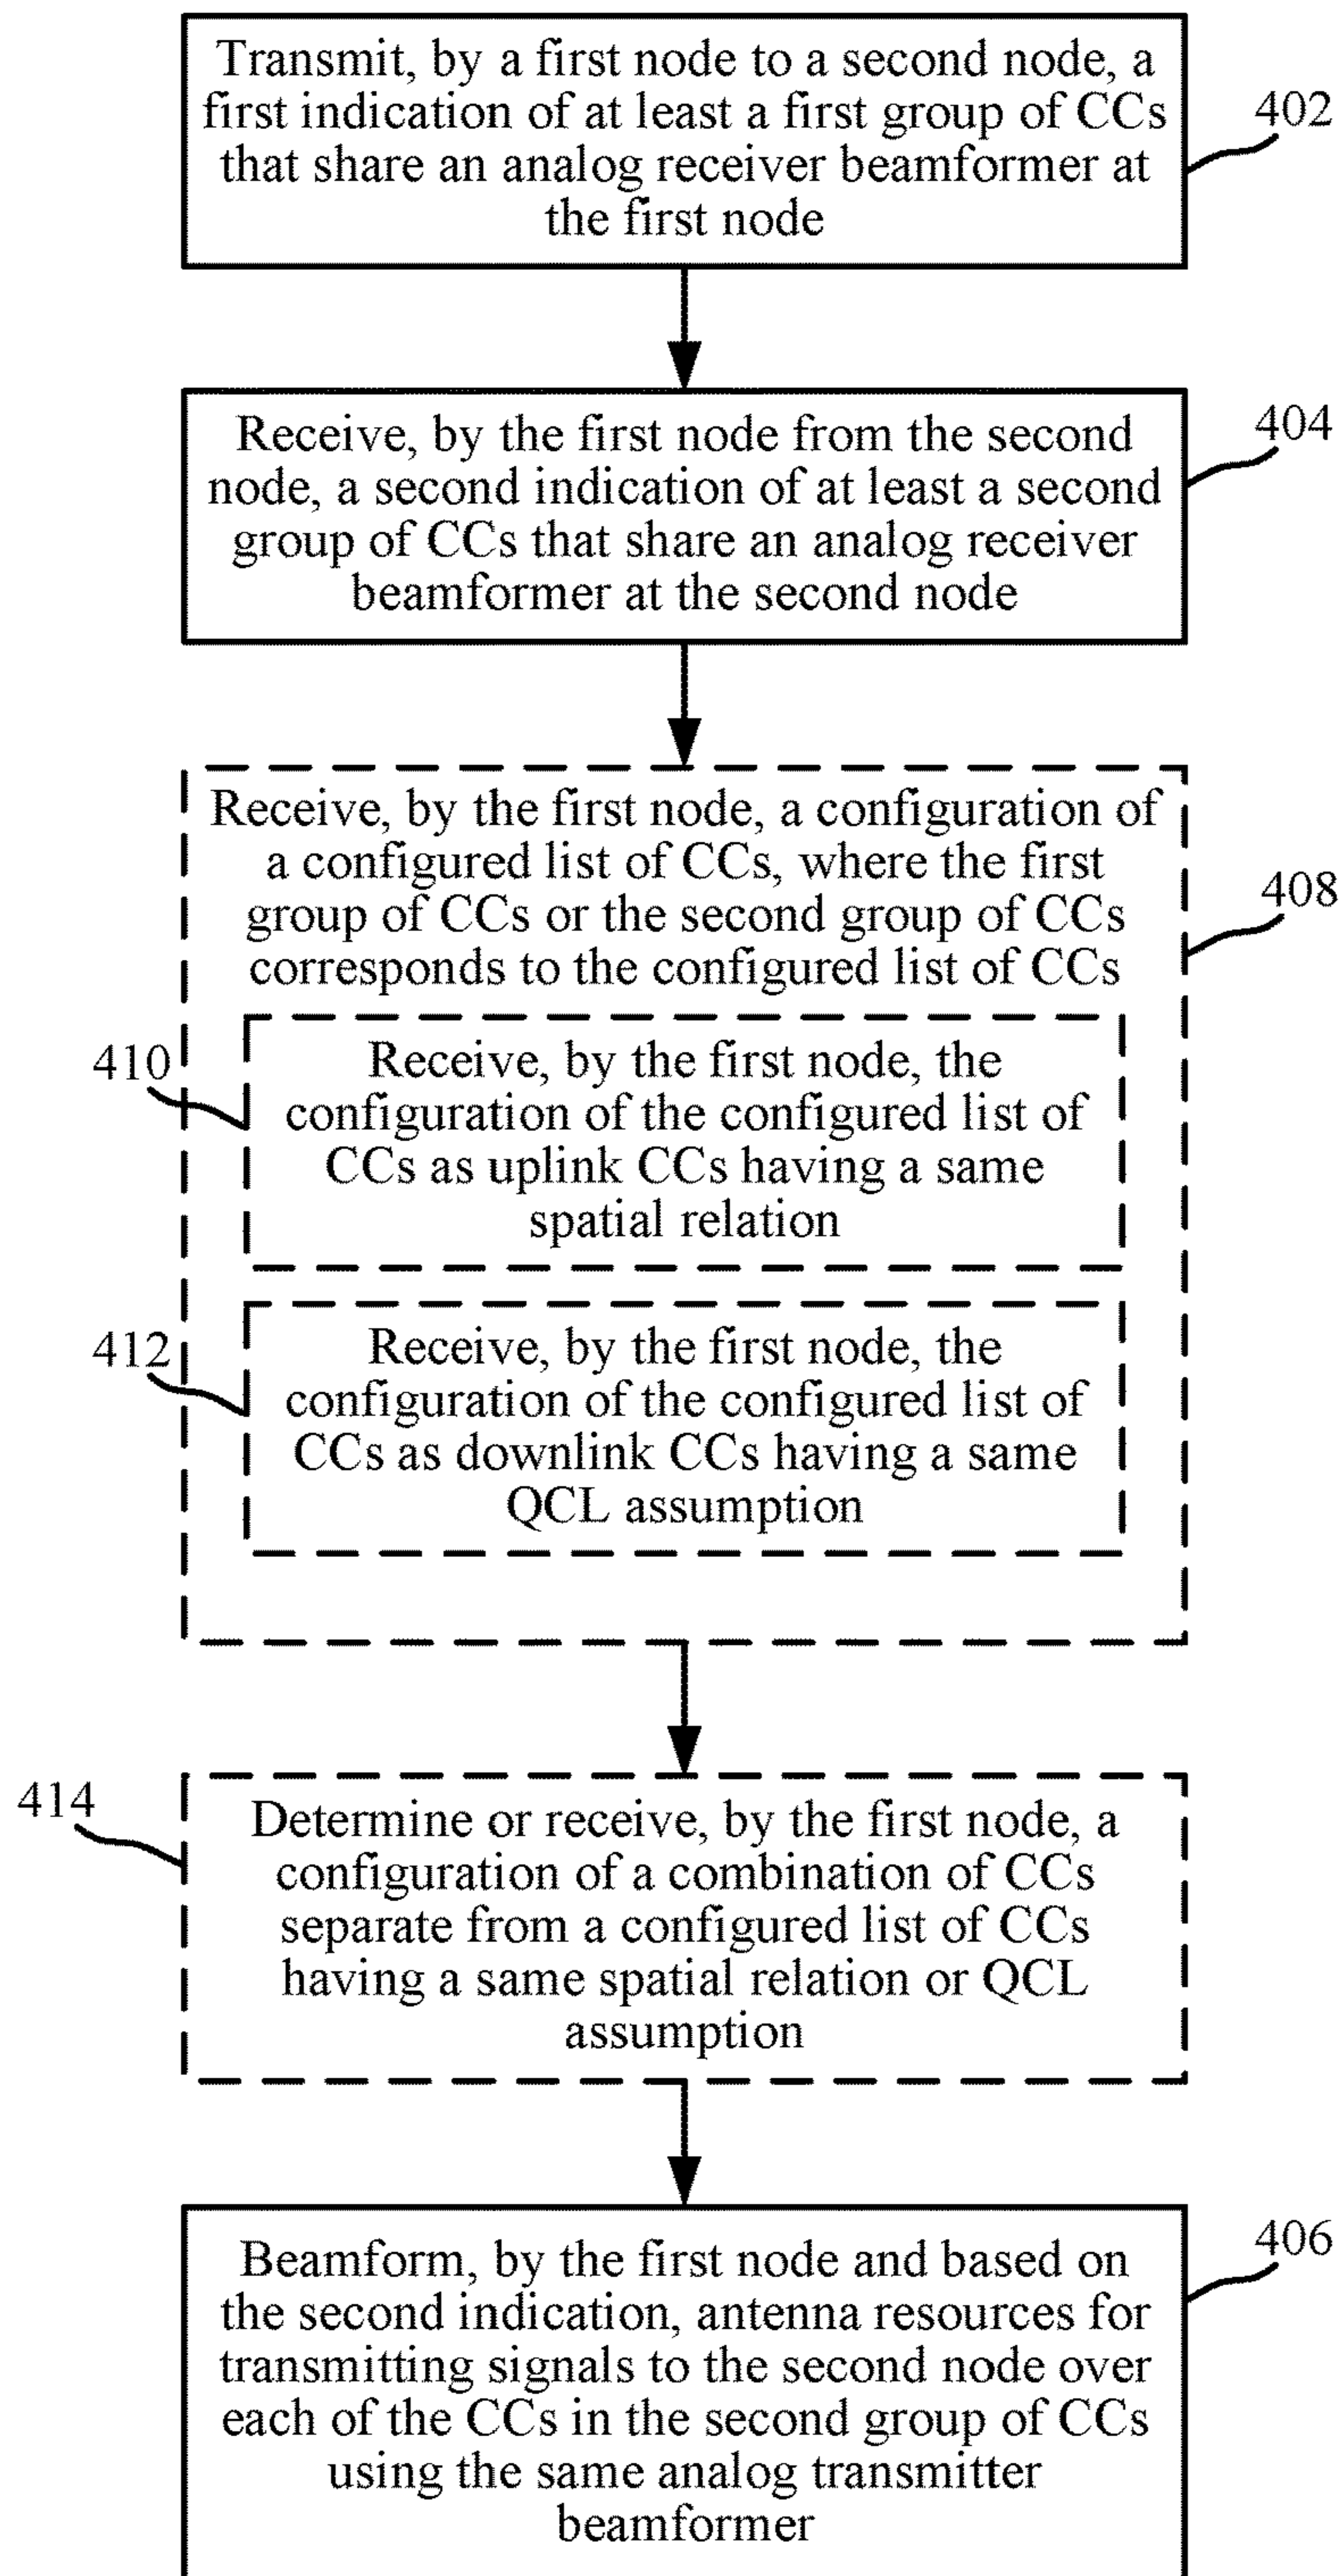 Transmit, by a first node to a second node, a
first indication of at least a first group of CCs
that share an analog receiver beamformer at
the first node
402
Receive, by the first node from the second
node, a second indication of at least a second
group of CCs that share an analog receiver
beamformer at the second node
404
Receive, by the first node, a configuration of
a configured list of CCs, where the first
group of CCs or the second group of CCs
corresponds to the configured list of CCs
408
410
Receive, by the first node, the
configuration of the configured list of
CCs as uplink CCs having a same
spatial relation
412
Receive, by the first node, the
configuration of the configured list of
CCs as downlink CCs having a same
QCL assumption
414
Determine or receive, by the first node, a
configuration of a combination of CCs
separate from a configured list of CCs
having a same spatial relation or QCL
assumption
Beamform, by the first node and based on
the second indication, antenna resources for
transmitting signals to the second node over
each of the CCs in the second group of CCs
using the same analog transmitter
beamformer
406